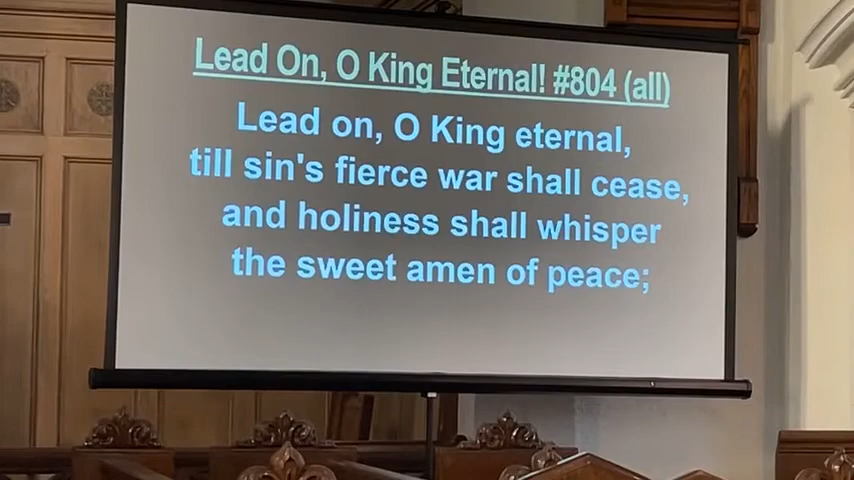 Lead On, O King Eternal! #804 (all)
Lead on, O King eternal,
till sin's fierce war shall cease,
and holiness shall whisper
the sweet amen of peace;